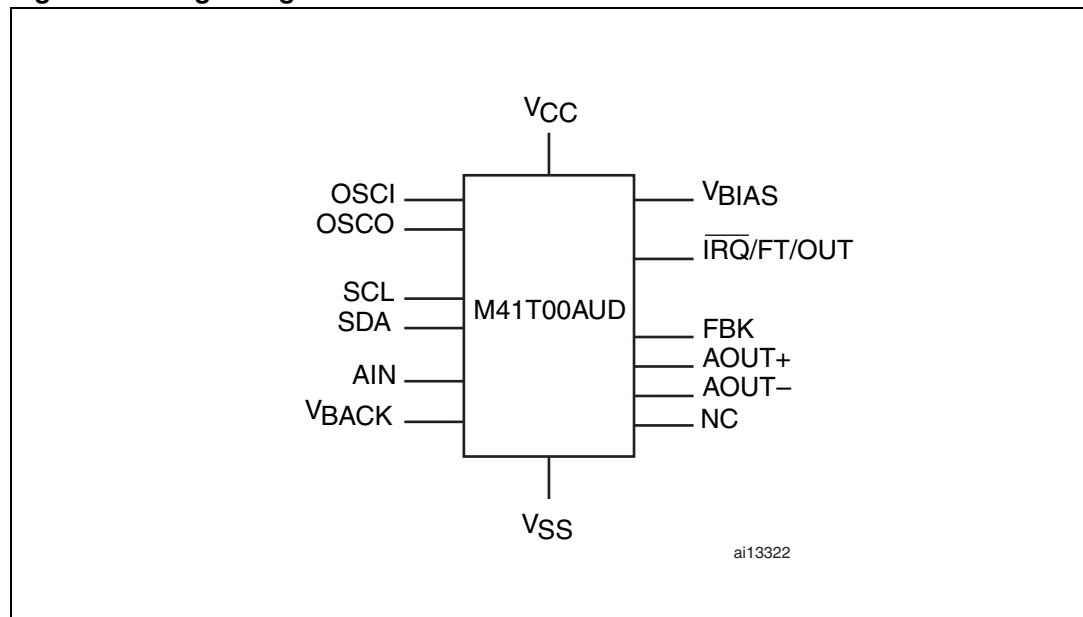 VCC
OSCI
OSCO
SCL
SDA
AIN
VBACK
M41T00AUD
VBIAS
IRQ/FT/OUT
FBK
AOUT+
AOUT–
NC
VSS
ai13322